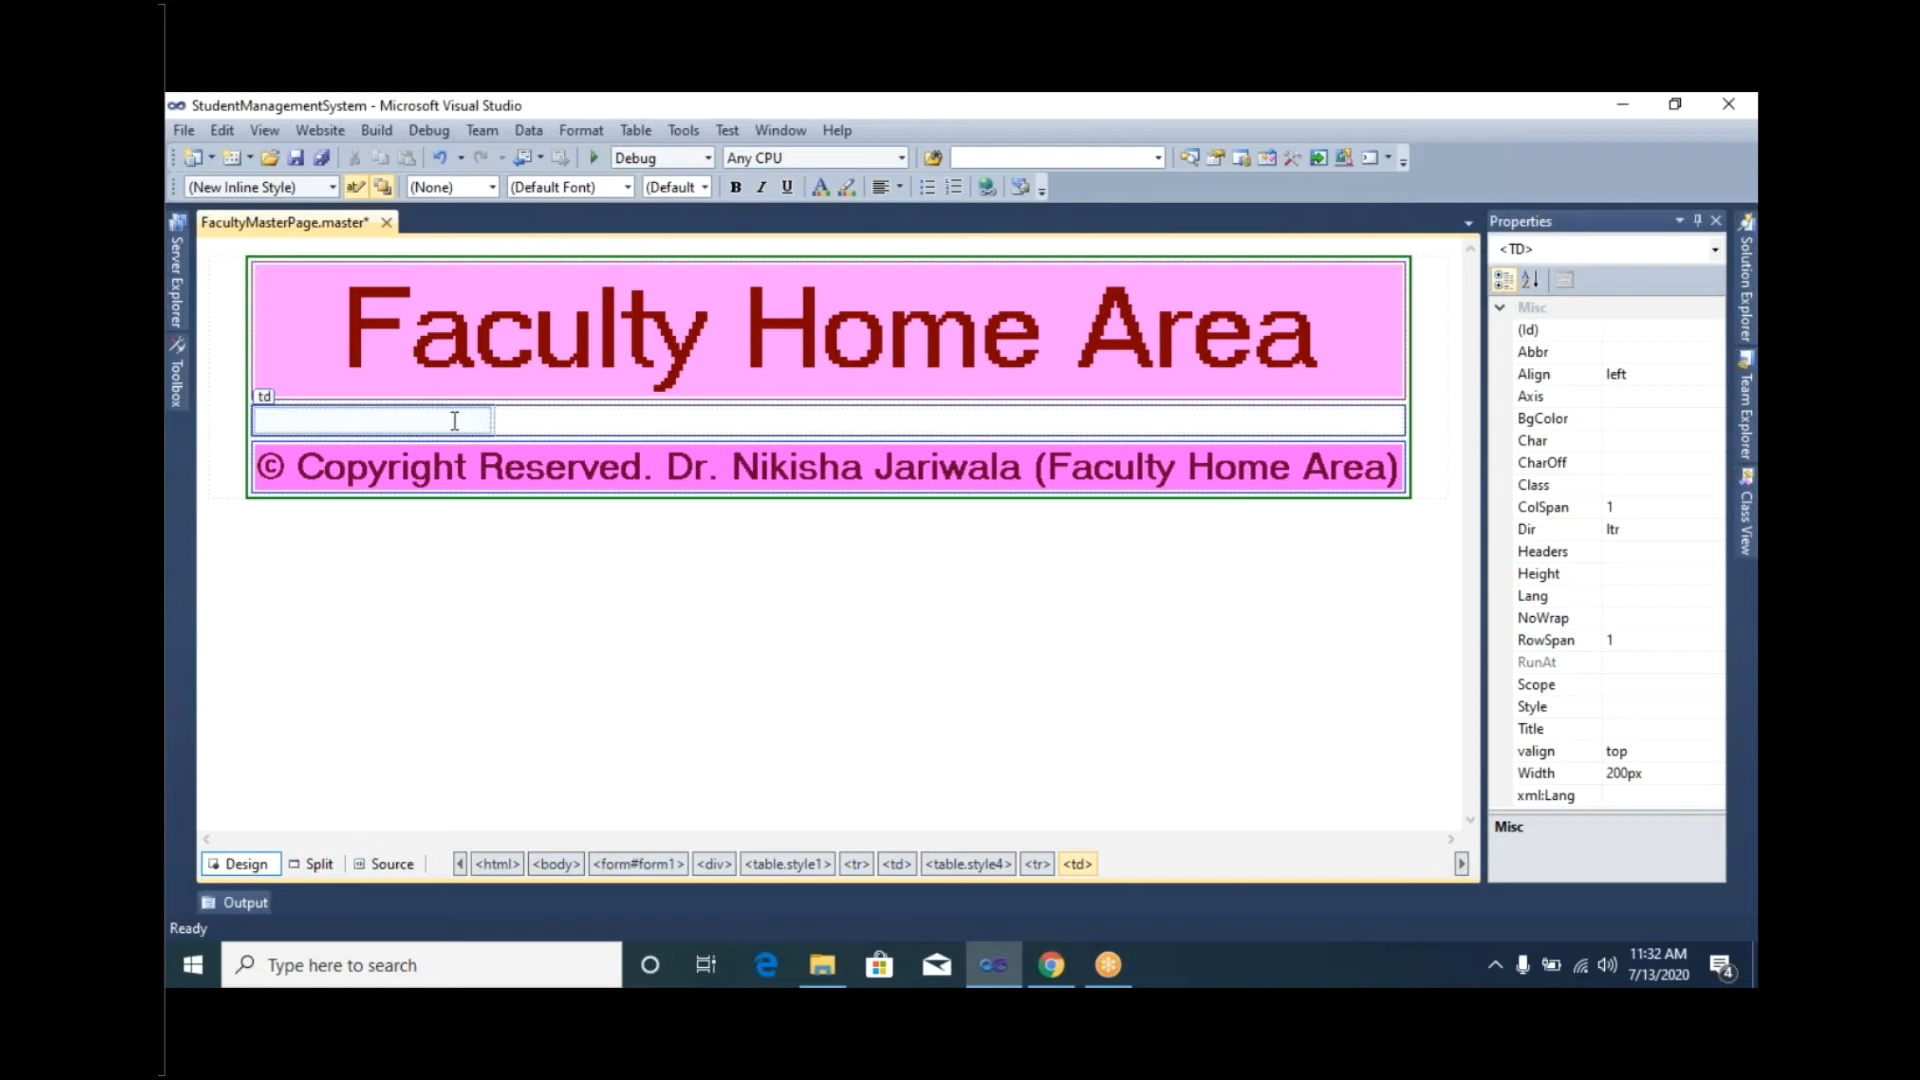 StudentManagementSystem - Microsoft Visual Studio
File Edit View Website Build Debug Team Data Format Table Tools Test Window Help
Debug Any CPU
(New Inline Style) (None) (Default Font) (Default B I U A
FacultyMasterPage.master*
Server Explorer
Toolbox
Faculty Home Area
td
© Copyright Reserved. Dr. Nikisha Jariwala (Faculty Home Area)
Design Split Source <html> <body> <form#form1> <div> <table.style1> <tr> <td> <table.style4> <tr> <td>
Properties
<TD>
Misc
(Id)
Abbr
Align left
Axis
BgColor
Char
CharOff
Class
ColSpan 1
Dir ltr
Headers
Height
Lang
NoWrap
RowSpan 1
RunAt
Scope
Style
Title
valign top
Width 200px
xml:Lang
Misc
Solution Explorer
Team Explorer
Class View
Output
Ready
Type here to search
11:32 AM
7/13/2020
4